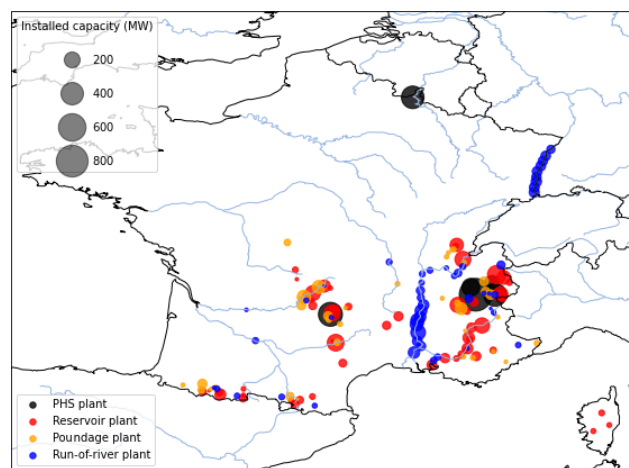 Installed capacity (MW)
200
400
600
800
PHS plant
Reservoir plant
Poundage plant
Run-of-river plant